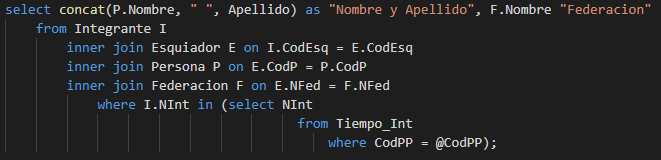 select concat(P.Nombre, " ", Apellido) as "Nombre y Apellido", F.Nombre "Federacion"
from Integrante I
inner join Esquiador E on I.CodEsq = E.CodEsq
inner join Persona P on E.CodP = P.CodP
inner join Federacion F on E.NFed = F.NFed
where I.NInt in (select NInt
from Tiempo_Int
where CodPP = @CodPP);